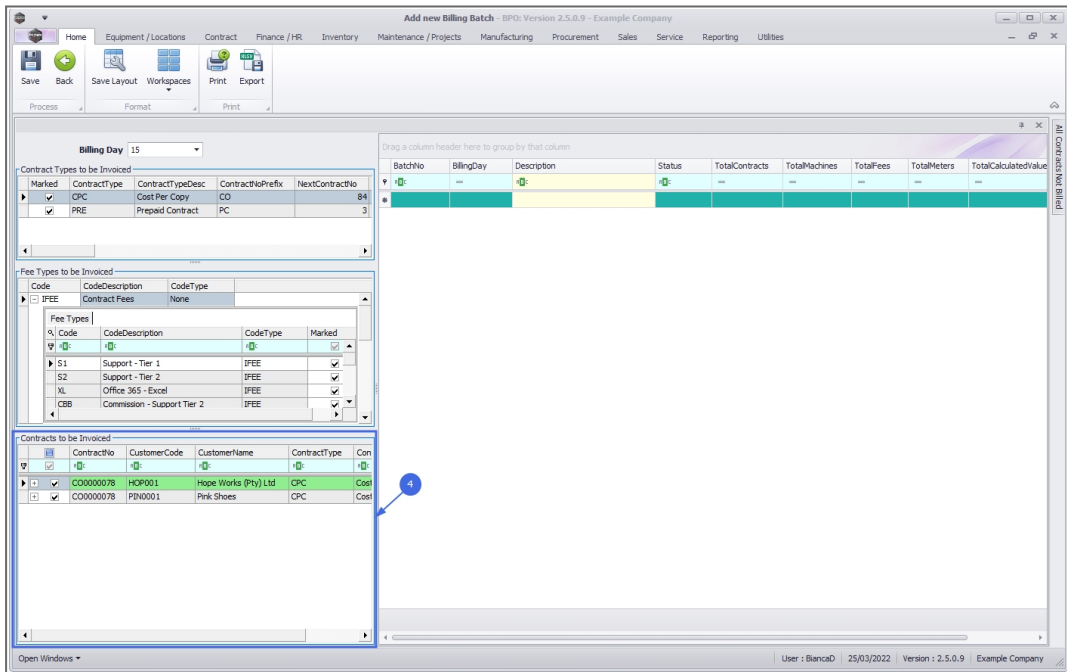 Add new Billing Batch - BPO: Version 2.5.0.9 - Example Company
Home Equipment / Locations Contract Finance / HR Inventory Maintenance / Projects Manufacturing Procurement Sales Service Reporting Utilities
Save Back Save Layout Workspaces Print Export
Process Format Print
Billing Day 15
Contract Types to be Invoiced
Marked ContractType ContractTypeDesc ContractNoPrefix NextContractNo
CPC Cost Per Copy CO 84
PRE Prepaid Contract PC 3
Fee Types to be Invoiced
Code CodeDescription CodeType
IFEE Contract Fees None
Fee Types
Code CodeDescription CodeType Marked
S1 Support - Tier 1 IFEE
S2 Support - Tier 2 IFEE
XL Office 365 - Excel IFEE
CBB Commission - Support Tier 2 IFEE
Contracts to be Invoiced
ContractNo CustomerCode CustomerName ContractType Con
CO0000078 HOP001 Hope Works (Pty) Ltd CPC Cost
CO0000078 PIN0001 Pink Shoes CPC Cost
4
Drag a column header here to group by that column
BatchNo BillingDay Description Status TotalContracts TotalMachines TotalFees TotalMeters TotalCalculatedValue
All Contracts Not Billed
Open Windows
User : BiancaD 25/03/2022 Version : 2.5.0.9 Example Company